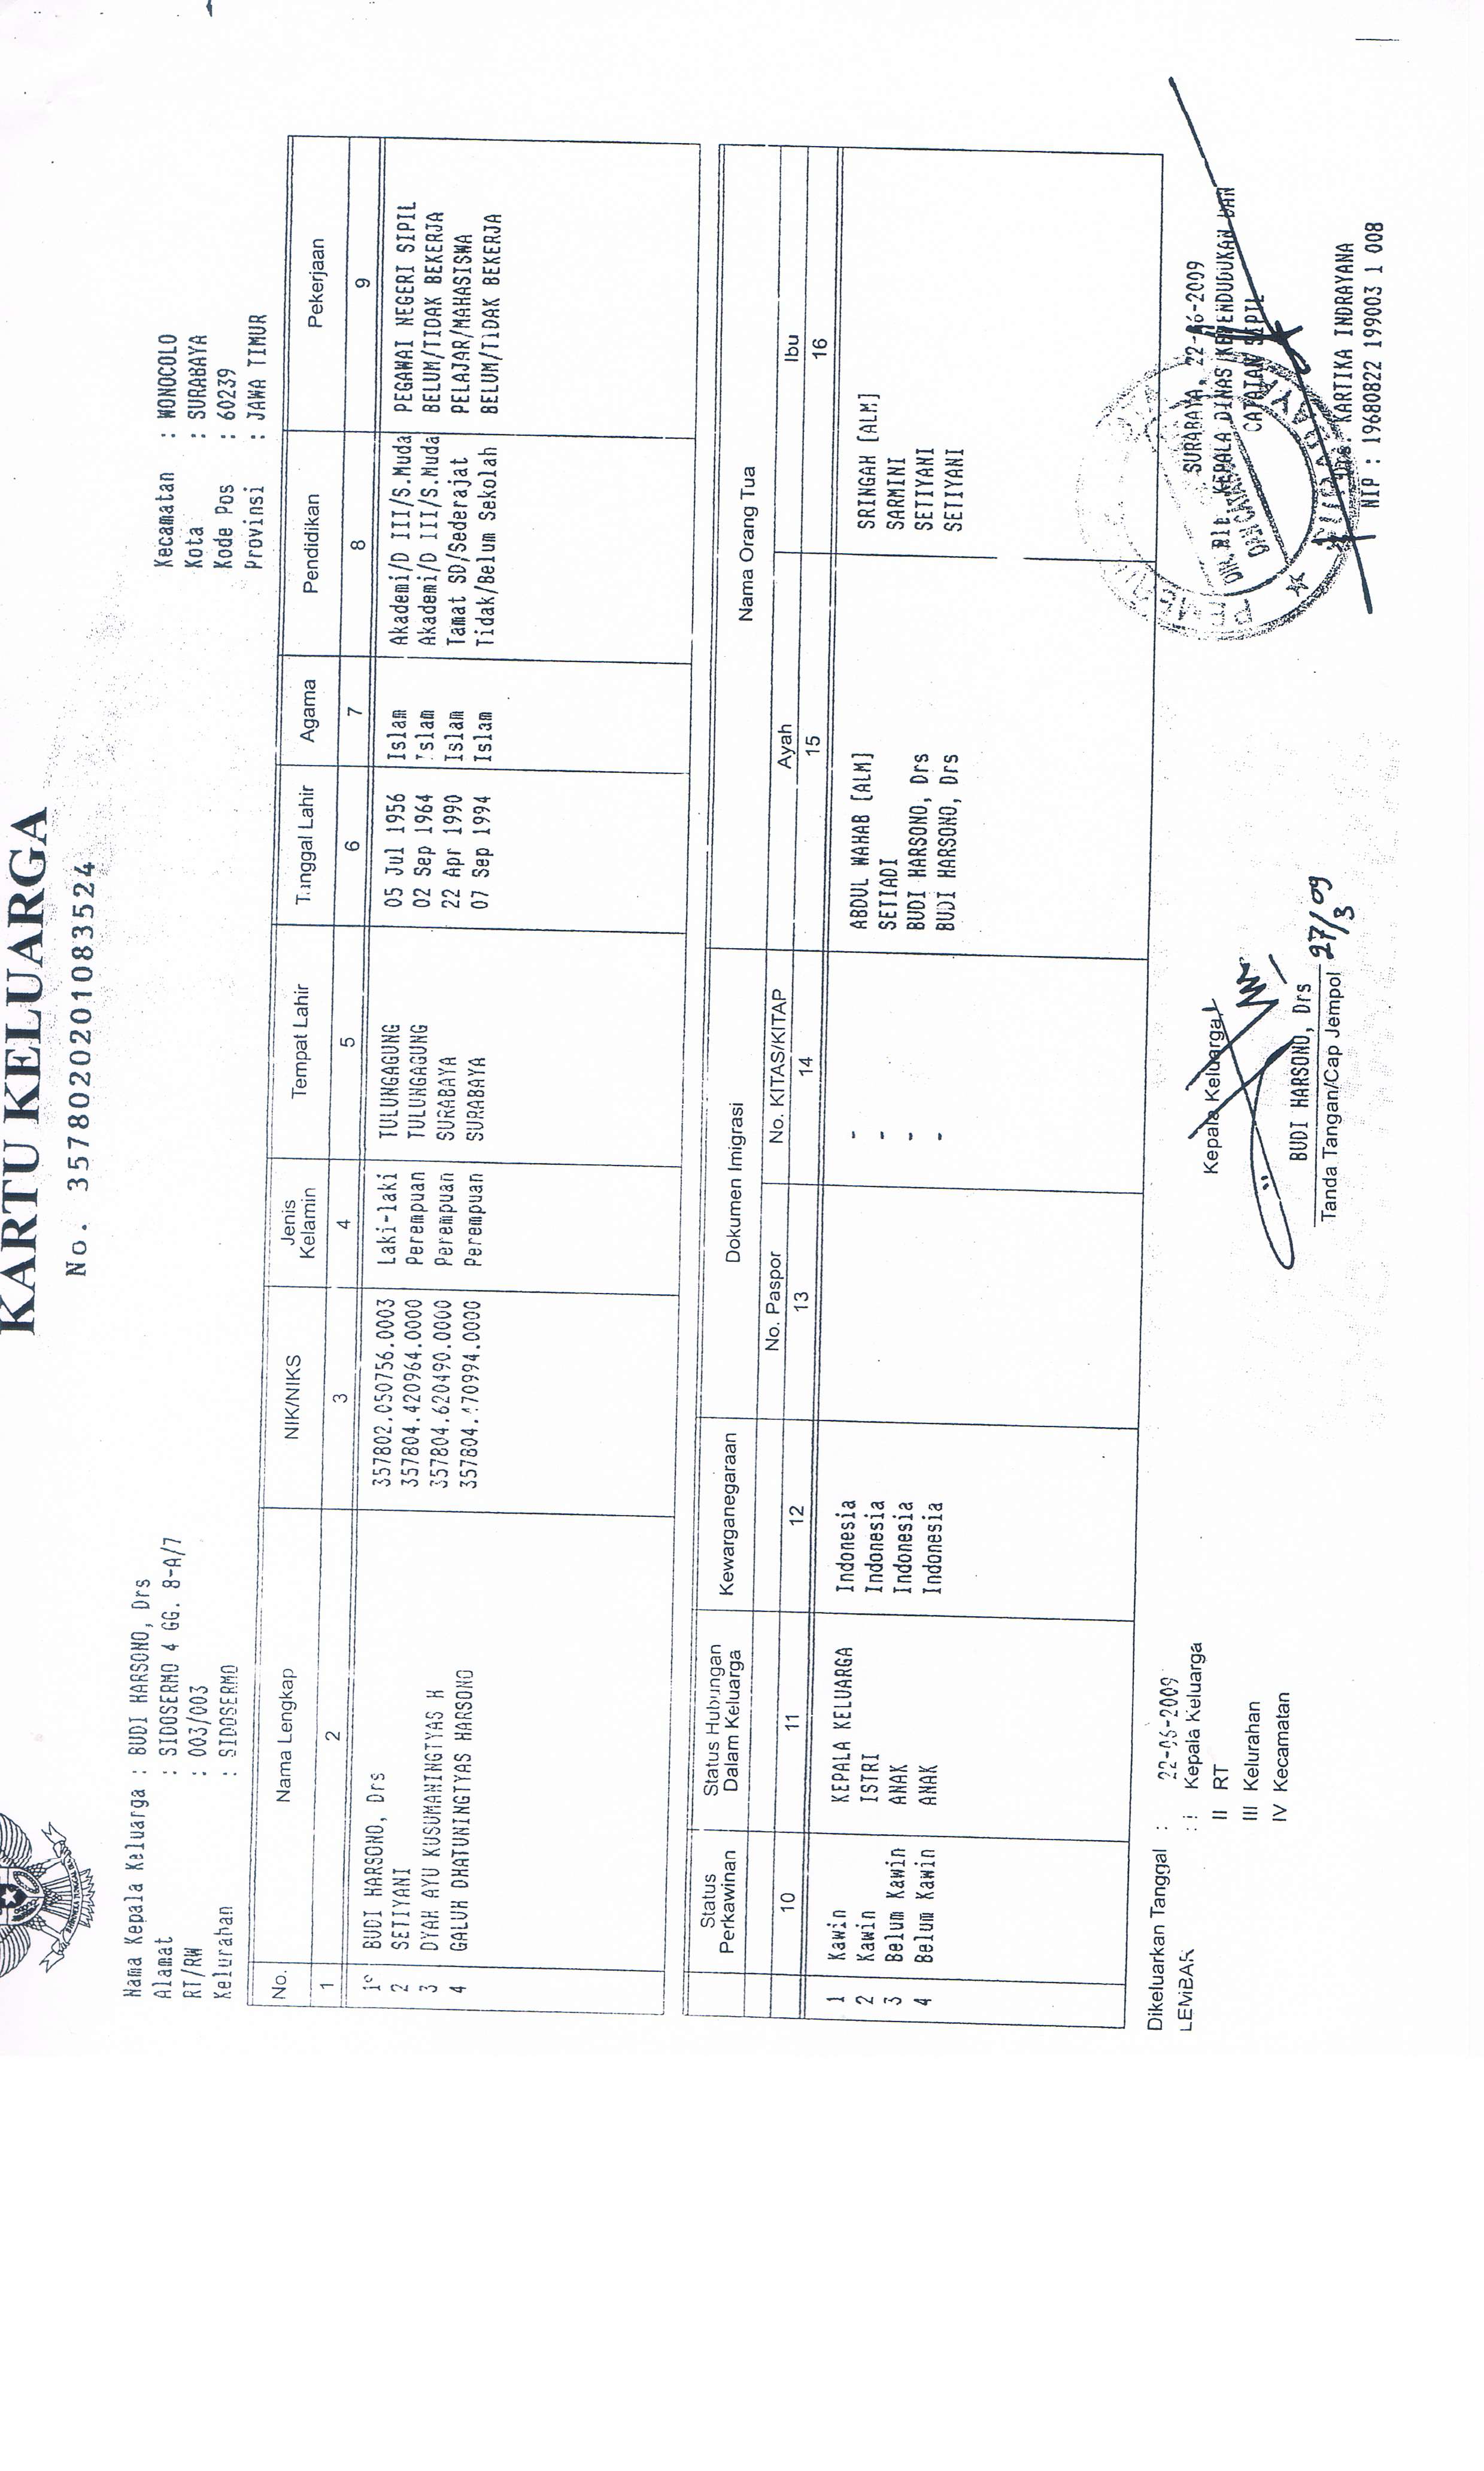 KARTU KELUARGA
No. 3578020201083524
Nama Kepala Keluarga : BUDI HARSONO, Drs
Alamat : SIDOSERMO 4 GG. 8-A/7
RT/RW : 003/003
Kelurahan : SIDOSERMO
Kecamatan : WONOCOLO
Kota : SURABAYA
Kode Pos : 60239
Provinsi : JAWA TIMUR
No. Nama Lengkap NIK/NIKS Jenis Kelamin Tempat Lahir Tanggal Lahir Agama Pendidikan Pekerjaan
1 2 3 4 5 6 7 8 9
1 BUDI HARSONO, Drs 357802.050756.0003 Laki-laki TULUNGAGUNG 05 Jul 1956 Islam Akademi/D III/S.Muda PEGAWAI NEGERI SIPIL
2 SETIYANI 357804.420964.0000 Perempuan TULUNGAGUNG 02 Sep 1964 Islam Akademi/D III/S.Muda BELUM/TIDAK BEKERJA
3 DYAH AYU KUSUMANINGTYAS H 357804.620490.0000 Perempuan SURABAYA 22 Apr 1990 Islam Tamat SD/Sederajat PELAJAR/MAHASISWA
4 GALUH DHATUNINGTYAS HARSONO Perempuan SURABAYA 07 Sep 1994 Islam Tidak/Belum Sekolah BELUM/TIDAK BEKERJA
Status Perkawinan Status Hubungan Dalam Keluarga Kewarganegaraan Dokumen Imigrasi Nama Orang Tua
No. Paspor No. KITAS/KITAP Ayah Ibu
10 11 12 13 14 15 16
1 Kawin KEPALA KELUARGA Indonesia - ABDUL WAHAB [ALM] SRINGAH [ALM]
2 Kawin ISTRI Indonesia - SETIADI SARMINI
3 Belum Kawin ANAK Indonesia - BUDI HARSONO, Drs SETIYANI
4 Belum Kawin ANAK Indonesia - BUDI HARSONO, Drs SETIYANI
Dikeluarkan Tanggal : 22-06-2009
LEMBAR : I Kepala Keluarga
II RT
III Kelurahan
IV Kecamatan
Kepala Keluarga
BUDI HARSONO, Drs
Tanda Tangan/Cap Jempol 27/3 09
SURABAYA, 22-06-2009
Plt. KEPALA DINAS KEPENDUDUKAN DAN
CATATAN SIPIL
KARTIKA INDRAYANA
NIP : 19680822 199003 1 008